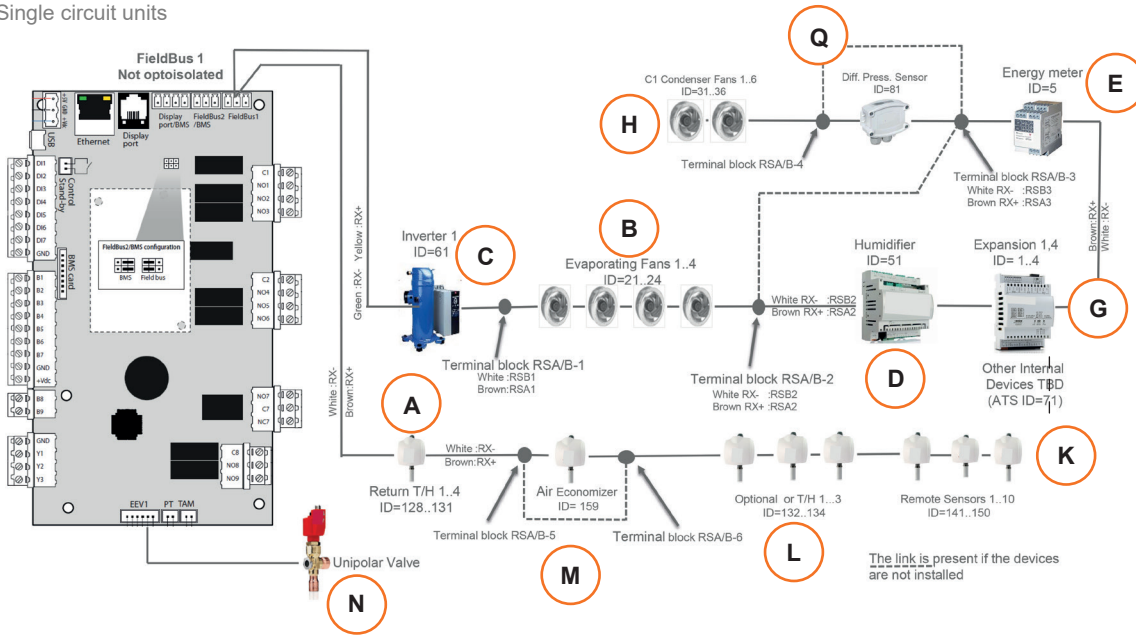 Single circuit units
FieldBus 1
Not optoisolated
+5V GND +Vdc
USB
Ethernet
Display
port
Display
port/BMS
FieldBus2
/BMS
FieldBus1
DI1
DI2
DI3
DI4
DI5
DI6
DI7
GND
Control
Stand-by
BMS card
FieldBus2/BMS configuration
BMS
Field bus
C1
NO1
NO2
NO3
B1
B2
B3
B4
B5
B6
B7
GND
+Vdc
C2
NO4
NO5
NO6
B8
B9
NO7
C7
NC7
GND
Y1
Y2
Y3
C8
NO8
NO9
EEV1
PT
TAM
Unipolar Valve
N
Green :RX-
Yellow :RX+
White :RX-
Brown:RX+
Q
H
C1 Condenser Fans 1..6
ID=31..36
Diff. Press. Sensor
ID=81
Energy meter
ID=5
E
Terminal block RSA/B-4
Terminal block RSA/B-3
White RX- :RSB3
Brown RX+ :RSA3
Brown:RX+
White :RX-
Inverter 1
ID=61
C
B
Evaporating Fans 1..4
ID=21..24
Humidifier
ID=51
Expansion 1,4
ID= 1..4
White RX- :RSB2
Brown RX+ :RSA2
G
Terminal block RSA/B-1
White :RSB1
Brown:RSA1
Terminal block RSA/B-2
White RX- :RSB2
Brown RX+ :RSA2
D
Other Internal
Devices TBD
(ATS ID=71)
A
White :RX-
Brown:RX+
K
Return T/H 1..4
ID=128..131
Air Economizer
ID= 159
Optional or T/H 1...3
ID=132..134
Remote Sensors 1..10
ID=141..150
Terminal block RSA/B-5
Terminal block RSA/B-6
M
L
The link is present if the devices
are not installed